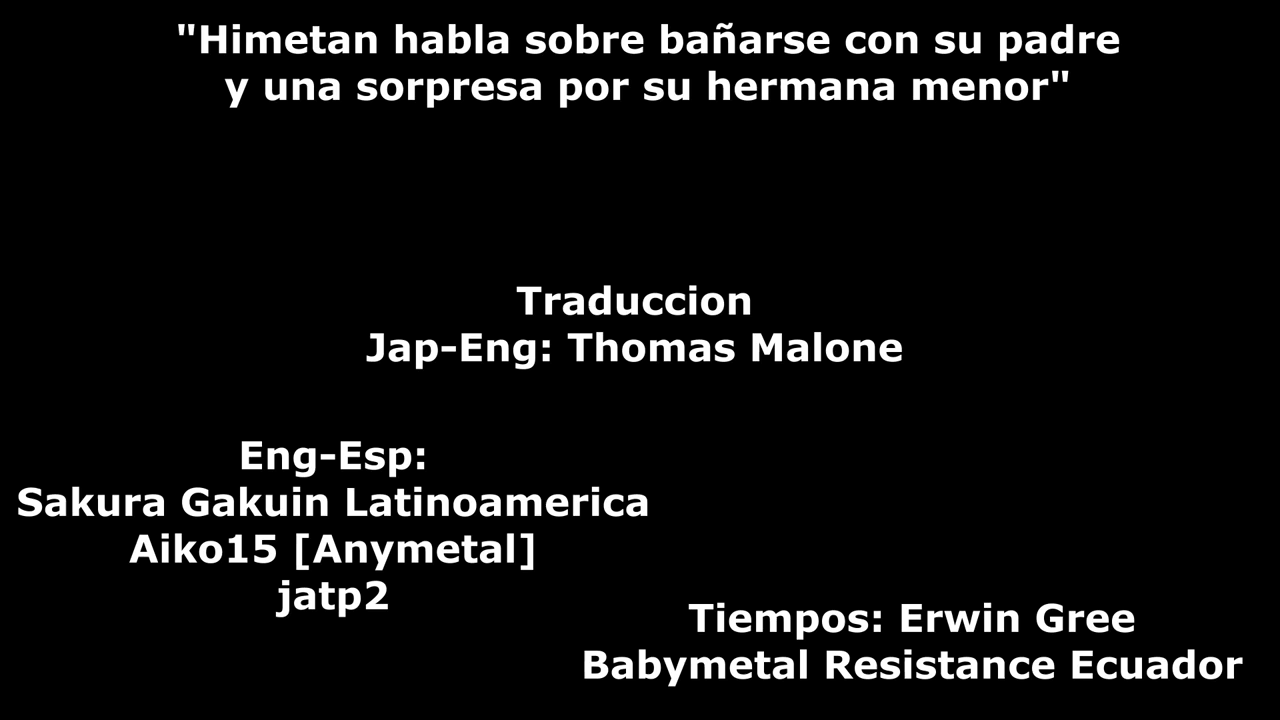 "Himetan habla sobre bañarse con su padre
y una sorpresa por su hermana menor"
Traduccion
Jap-Eng: Thomas Malone
Eng-Esp:
Sakura Gakuin Latinoamerica
Aiko15 [Anymetal]
jatp2
Tiempos: Erwin Gree
Babymetal Resistance Ecuador